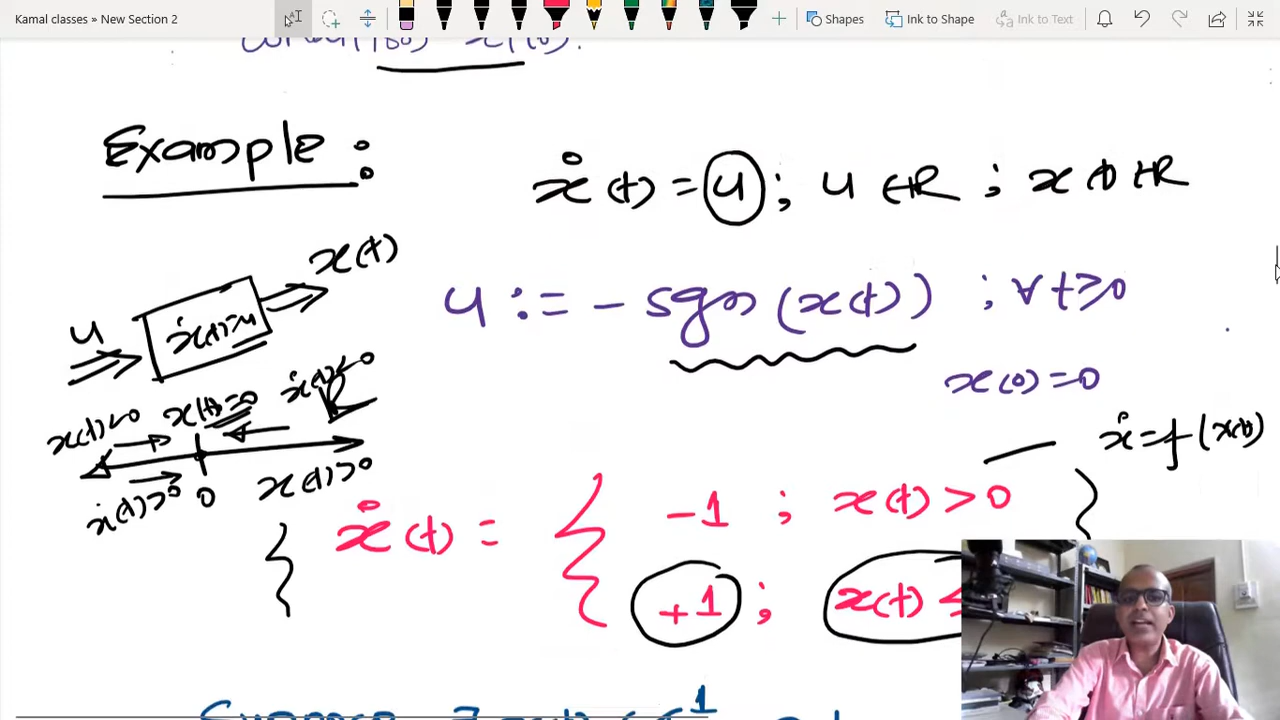 Kamal classes » New Section 2
Shapes
Ink to Shape
Ink to Text
x(0).
Example :
ẋ(t) = u ; u ∈ R ; x(t) ∈ R
x(t)
u
ẋ(t)=u
u := - sgn (x(t)) ; ∀ t ≥ 0
x(0) = 0
ẋ = f(x(t))
x(t)<0
x(t)=0
ẋ(t)<0
R
ẋ(t)>0
0
x(t)>0
ẋ(t) = { -1 ; x(t) > 0
+1 ; x(t) ≤